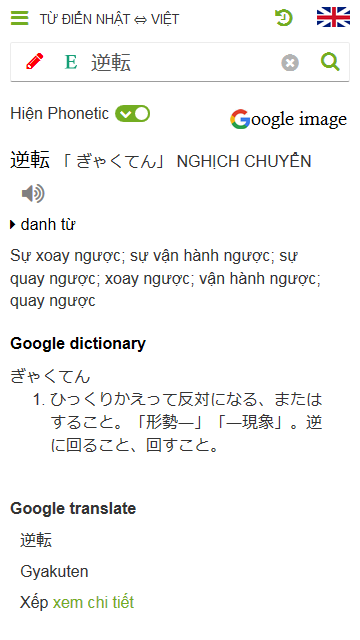 TỪ ĐIỂN NHẬT ⇔ VIỆT
E 逆転
Hiện Phonetic
Google image
逆転 「 ぎゃくてん」 NGHỊCH CHUYỂN
danh từ
Sự xoay ngược; sự vận hành ngược; sự
quay ngược; xoay ngược; vận hành ngược;
quay ngược
Google dictionary
ぎゃくてん
1. ひっくりかえって反対になる、または
すること。「形勢―」「―現象」。逆
に回ること、回すこと。
Google translate
逆転
Gyakuten
Xếp xem chi tiết